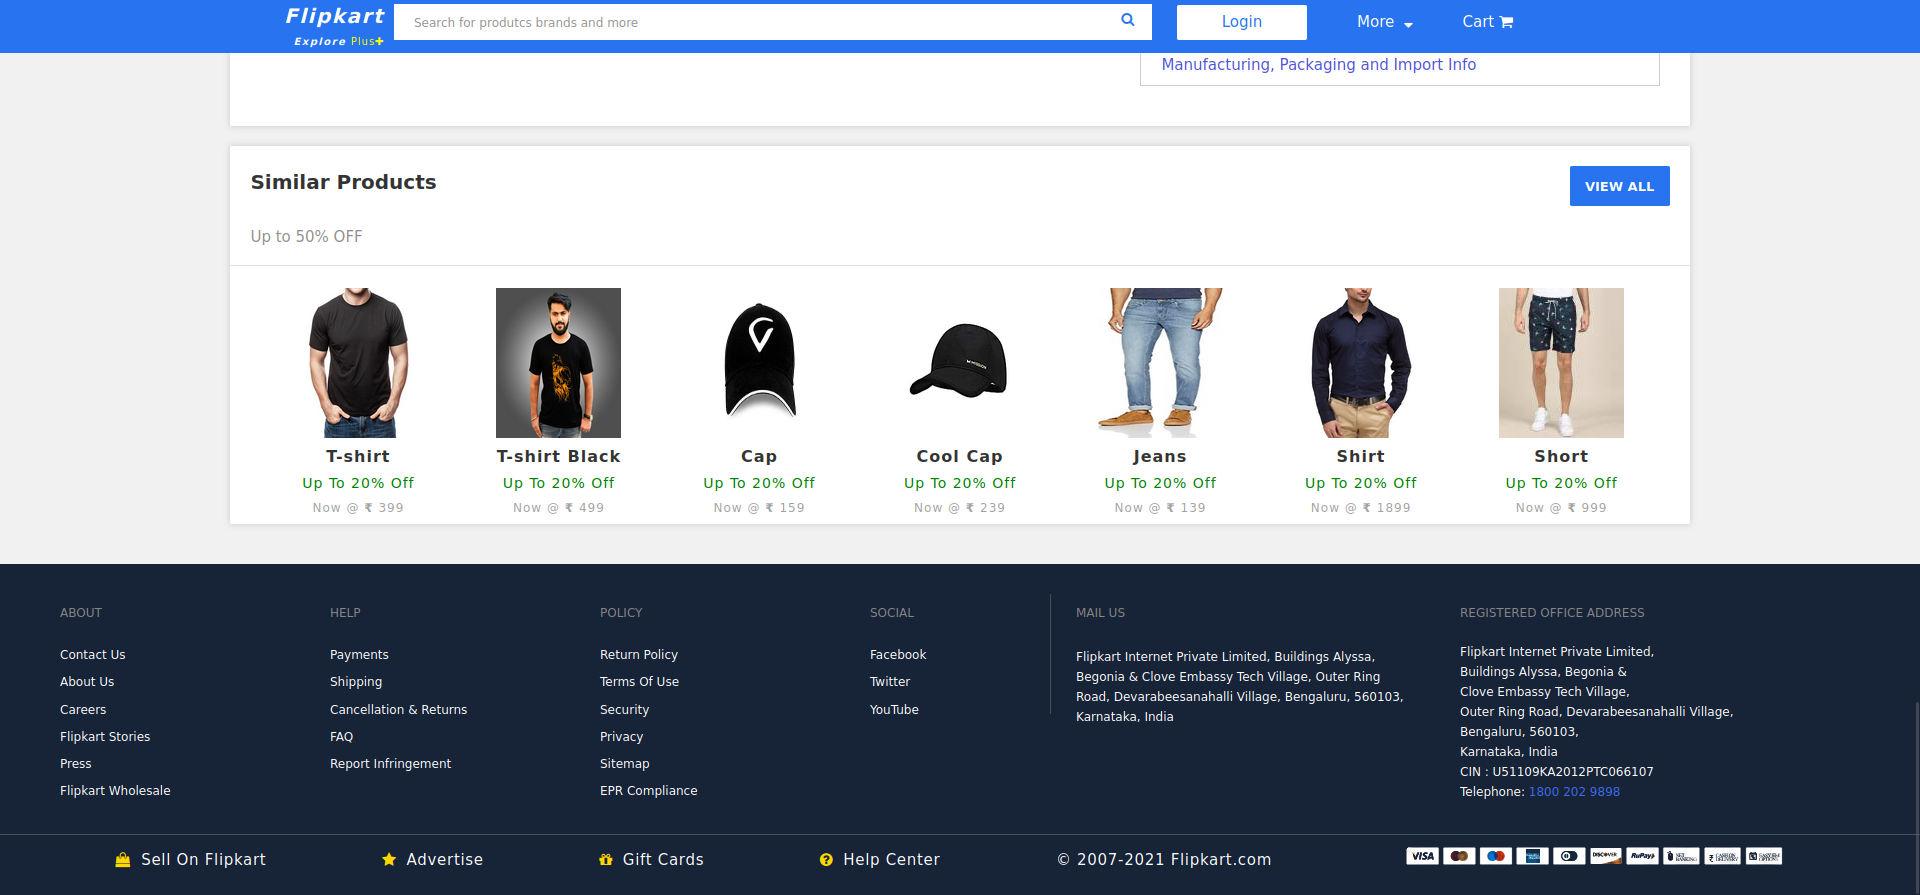 Flipkart
Explore Plus
Search for produtcs brands and more
Login
More
Cart
Manufacturing, Packaging and Import Info
Similar Products
VIEW ALL
Up to 50% OFF
MISSION
T-shirt
Up To 20% Off
Now @ ₹ 399
T-shirt Black
Up To 20% Off
Now @ ₹ 499
Cap
Up To 20% Off
Now @ ₹ 159
Cool Cap
Up To 20% Off
Now @ ₹ 239
Jeans
Up To 20% Off
Now @ ₹ 139
Shirt
Up To 20% Off
Now @ ₹ 1899
Short
Up To 20% Off
Now @ ₹ 999
ABOUT
Contact Us
About Us
Careers
Flipkart Stories
Press
Flipkart Wholesale
HELP
Payments
Shipping
Cancellation & Returns
FAQ
Report Infringement
POLICY
Return Policy
Terms Of Use
Security
Privacy
Sitemap
EPR Compliance
SOCIAL
Facebook
Twitter
YouTube
MAIL US
Flipkart Internet Private Limited, Buildings Alyssa,
Begonia & Clove Embassy Tech Village, Outer Ring
Road, Devarabeesanahalli Village, Bengaluru, 560103,
Karnataka, India
REGISTERED OFFICE ADDRESS
Flipkart Internet Private Limited,
Buildings Alyssa, Begonia &
Clove Embassy Tech Village,
Outer Ring Road, Devarabeesanahalli Village,
Bengaluru, 560103,
Karnataka, India
CIN : U51109KA2012PTC066107
Telephone: 1800 202 9898
Sell On Flipkart
Advertise
Gift Cards
Help Center
© 2007-2021 Flipkart.com
VISA
DISCOVER
RuPay